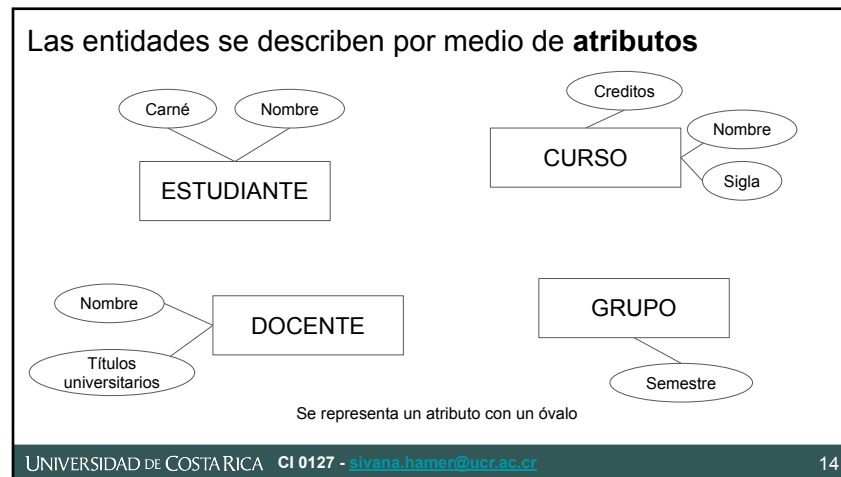 Las entidades se describen por medio de atributos
Carné
Nombre
ESTUDIANTE
Creditos
CURSO
Nombre
Sigla
Nombre
DOCENTE
Títulos
universitarios
GRUPO
Semestre
Se representa un atributo con un óvalo
UNIVERSIDAD DE COSTA RICA CI 0127 - sivana.hamer@ucr.ac.cr 14